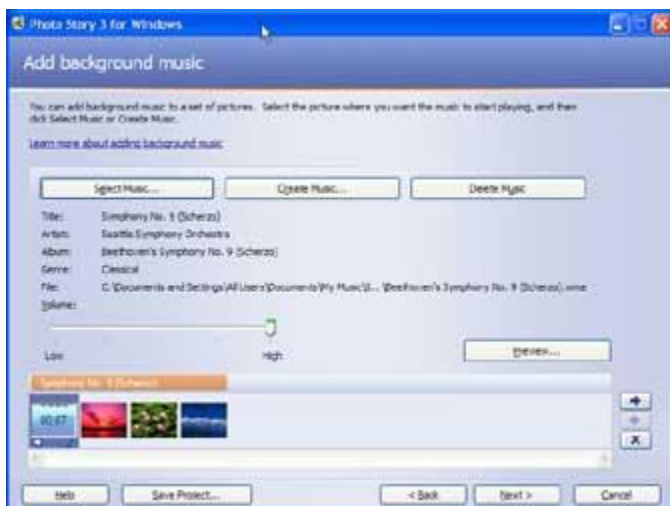 Photo Story 3 for Windows
Add background music
You can add background music to a set of pictures. Select the picture where you want the music to start playing, and then
click Select Music or Create Music.
Learn more about adding background music
Select Music... Create Music... Delete Music
Title: Symphony No. 9 (Scherzo)
Artist: Seattle Symphony Orchestra
Album: Beethoven's Symphony No. 9 (Scherzo)
Genre: Classical
File: C:\Documents and Settings\All Users\Documents\My Music\S... \Beethoven's Symphony No. 9 (Scherzo).wma
Volume:
Low High Preview...
Symphony No. 9 (Scherzo)
Help Save Project... < Back Next > Cancel